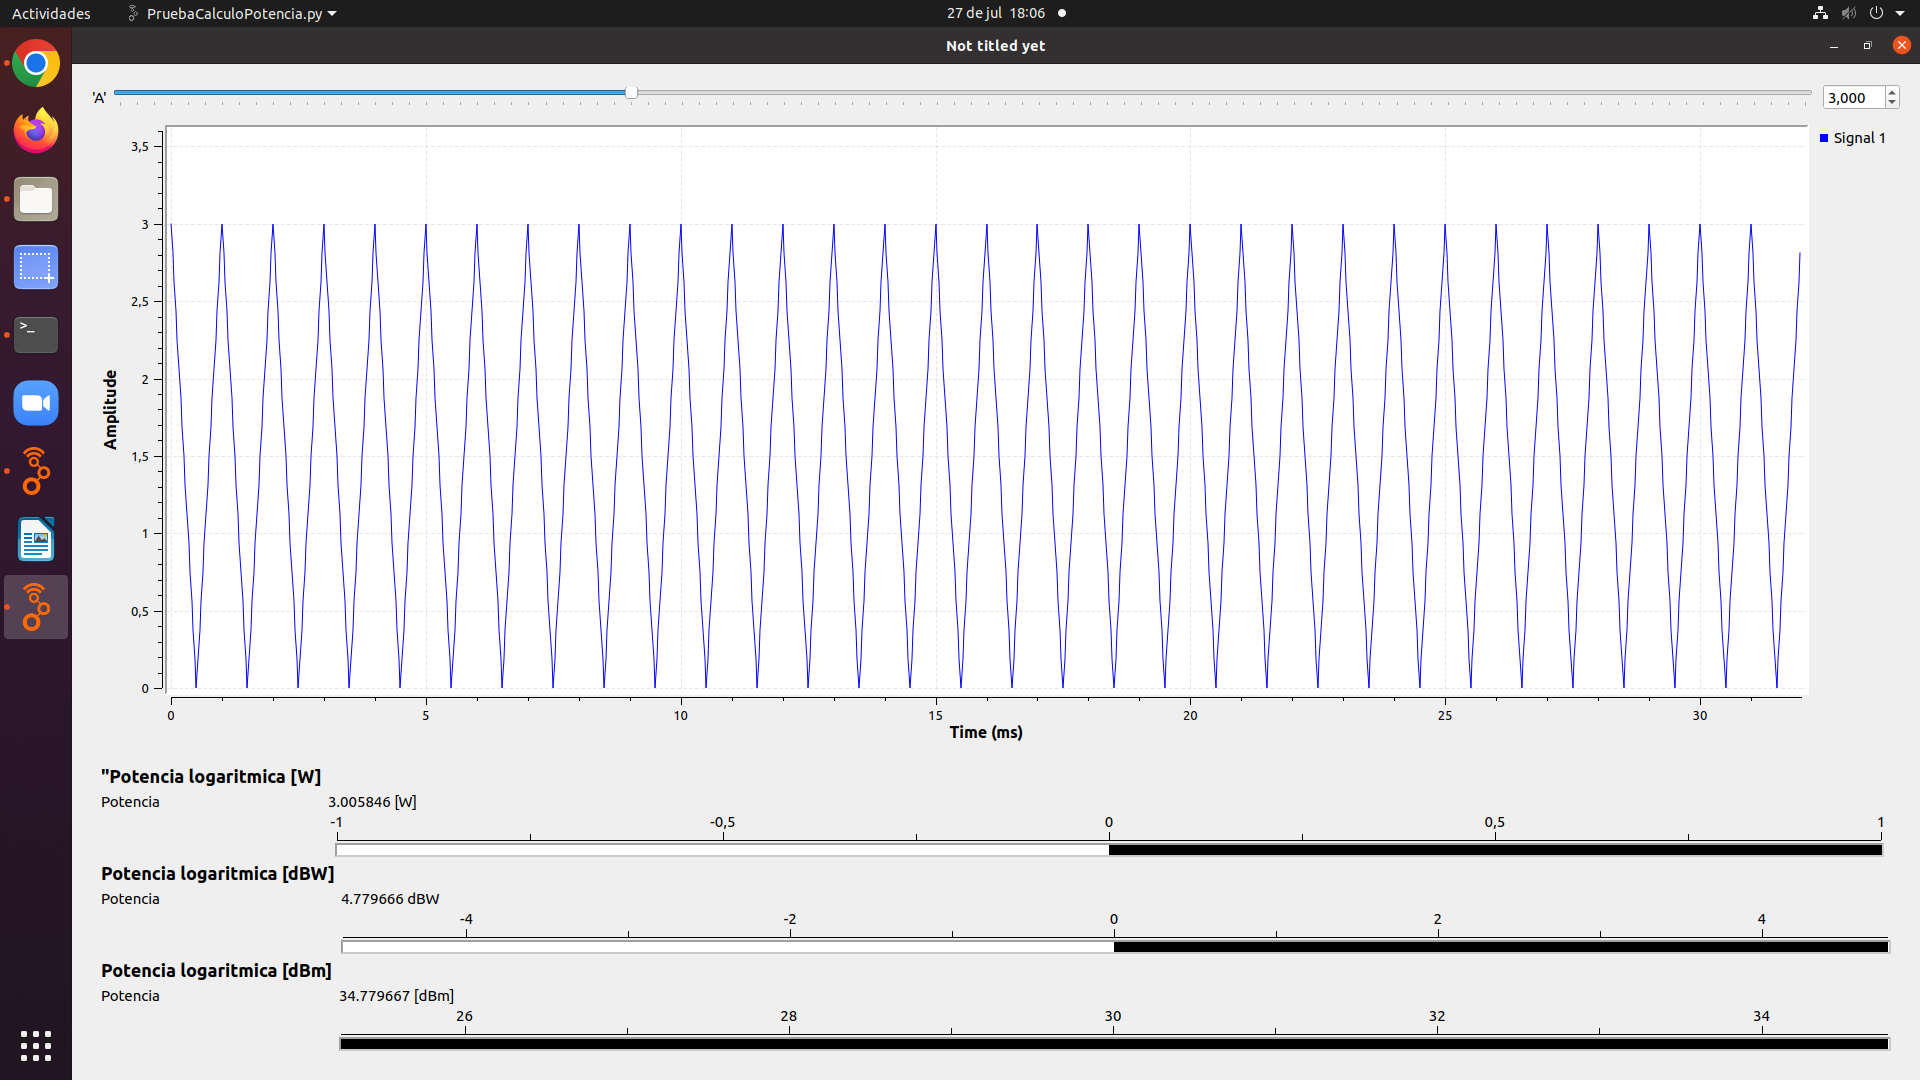 Actividades PruebaCalculoPotencia.py 27 de jul 18:06
Not titled yet
'A' 3,000
Signal 1
3,5
3
2,5
2
1,5
1
0,5
0
Amplitude
0 5 10 15 20 25 30
Time (ms)
"Potencia logaritmica [W]
Potencia 3.005846 [W]
-1 -0,5 0 0,5 1
Potencia logaritmica [dBW]
Potencia 4.779666 dBW
-4 -2 0 2 4
Potencia logaritmica [dBm]
Potencia 34.779667 [dBm]
26 28 30 32 34